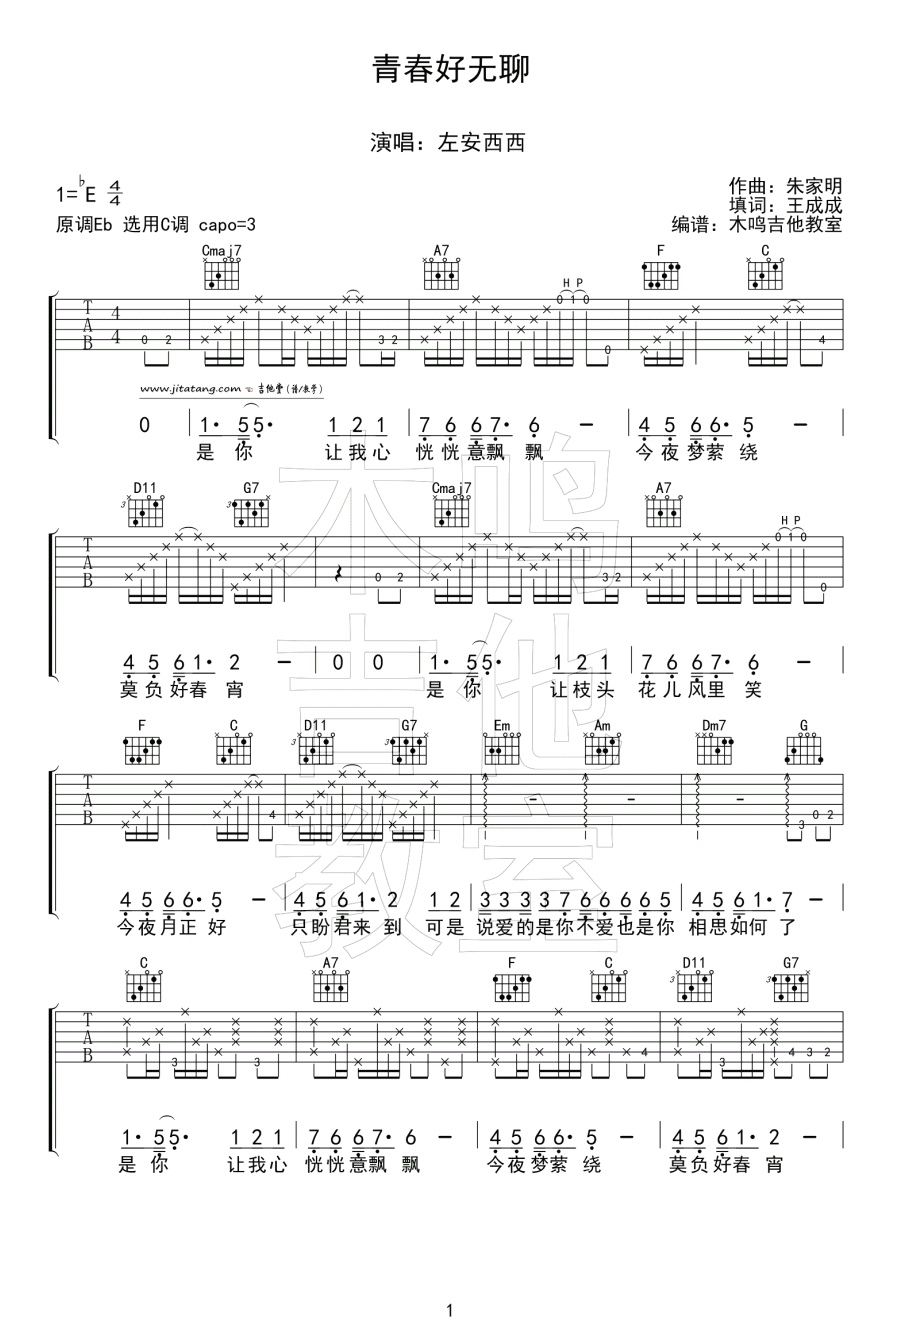 青春好无聊
演唱：左安西西
1=♭E 4/4
作曲：朱家明
填词：王成成
原调Eb 选用C调 capo=3
编谱：木鸣吉他教室
Cmaj7 A7 F C
H P
T A B 4 4 0 2 3 2 0 1 0 0 4
www.jitatang.com
0 1· 5 5· 1 2 1 7 6 6 7· 6 - 4 5 6 6· 5 -
是你 让我心 恍恍意飘飘 今夜梦萦绕
D11 G7 Cmaj7 A7
3 3
H P
T A B 0 2 3 2 0 1 0 0
4 5 6 1· 2 - 0 0 1· 5 5· 1 2 1 7 6 6 7· 6 -
莫负好春宵 是你 让枝头 花儿风里笑
F C D11 G7 Em Am Dm7 G
3 3
T A B 4 - - - 3 0 2
4 5 6 6· 5 - 4 5 6 1· 2 1 2 3 3 3 3 7 6 6 6 6 5 4 5 6 1· 7 -
今夜月正好 只盼君来到 可是 说爱的是你不爱也是你 相思如何了
C A7 F C D11 G7
3 3
T A B 3 3 4 4 3 2
1· 5 5· 1 2 1 7 6 6 7· 6 - 4 5 6 6· 5 - 4 5 6 1· 2 -
是你 让我心 恍恍意飘飘 今夜梦萦绕 莫负好春宵
木鸣
吉他
教室
1